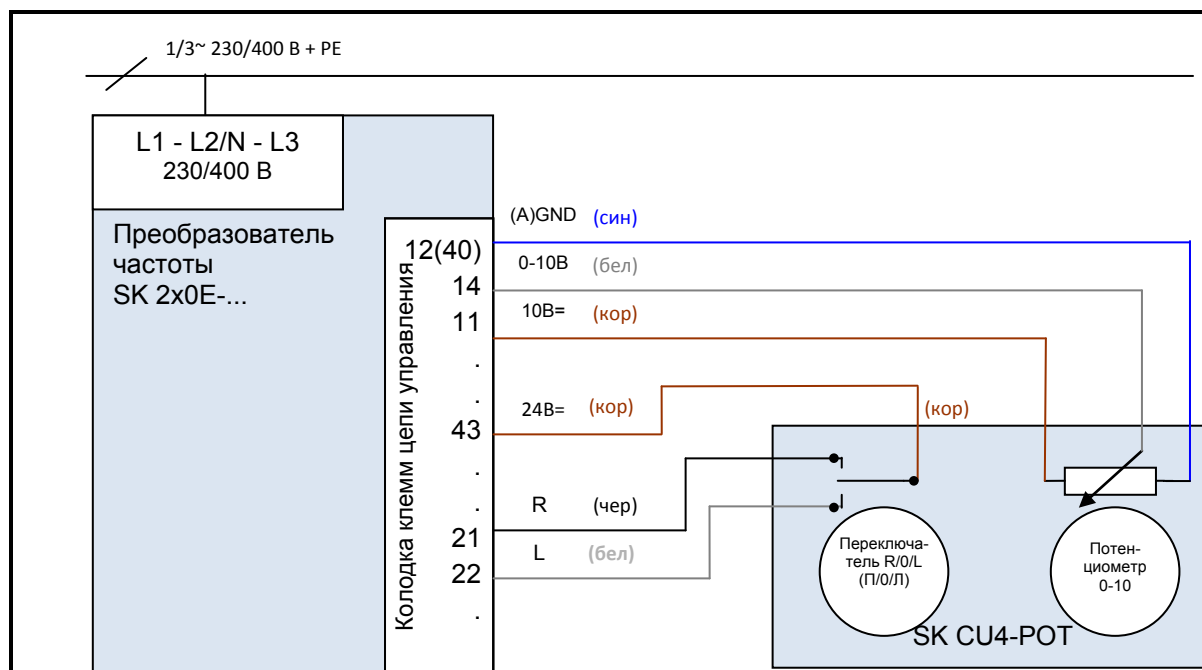 1/3~ 230/400 В + PE
L1 - L2/N - L3
230/400 В
Преобразователь
частоты
SK 2x0E-...
Колодка клемм цепи управления
12(40)
14
11
.
.
43
.
.
21
22
.
(A)GND (син)
0-10В (бел)
10В= (кор)
24В= (кор)
(кор)
R (чер)
L (бел)
Переключа-
тель R/0/L
(П/0/Л)
Потен-
циометр
0-10
SK CU4-POT